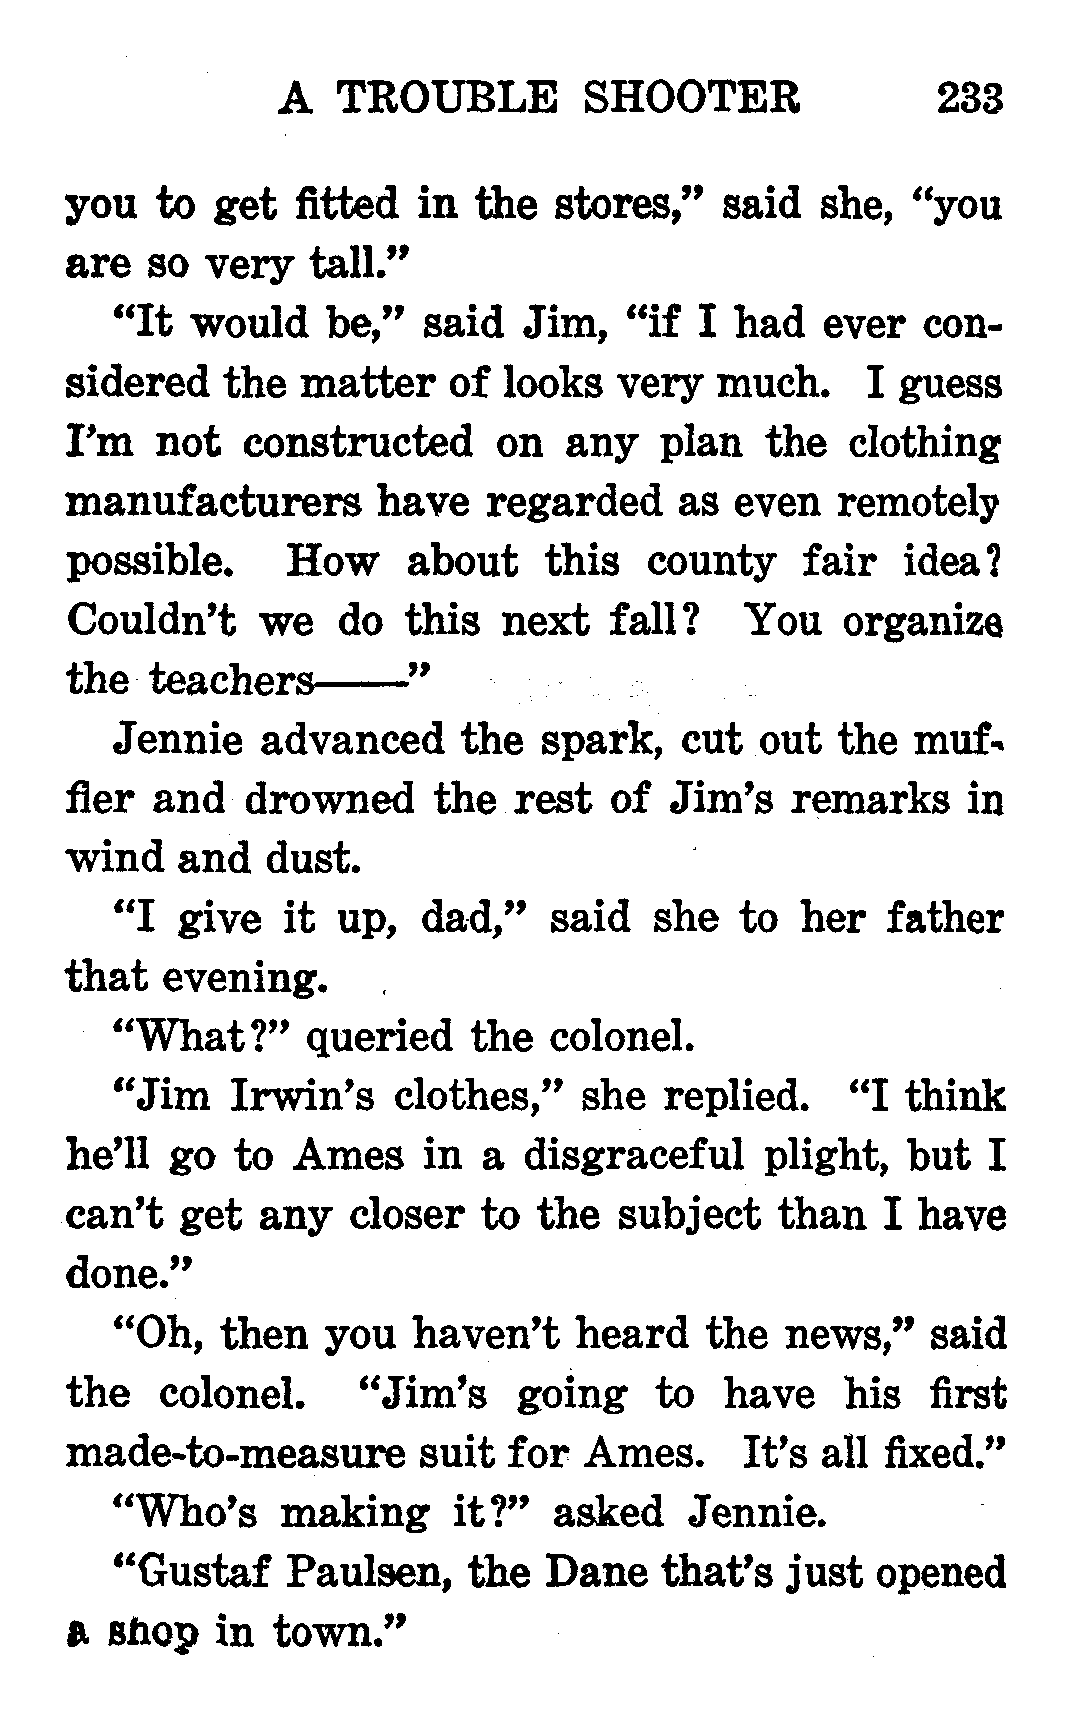 A TROUBLE SHOOTER 233
you to get fitted in the stores,” said she, “you
are so very tall.”
“It would be,” said Jim, “if I had ever con-
sidered the matter of looks very much. I guess
I’m not constructed on any plan the clothing
manufacturers have regarded as even remotely
possible. How about this county fair idea?
Couldn’t we do this next fall? You organize
the teachers——”
Jennie advanced the spark, cut out the muf-
fler and drowned the rest of Jim’s remarks in
wind and dust.
“I give it up, dad,” said she to her father
that evening.
“What?” queried the colonel.
“Jim Irwin’s clothes,” she replied. “I think
he’ll go to Ames in a disgraceful plight, but I
can’t get any closer to the subject than I have
done.”
“Oh, then you haven’t heard the news,” said
the colonel. “Jim’s going to have his first
made-to-measure suit for Ames. It’s all fixed.”
“Who’s making it?” asked Jennie.
“Gustaf Paulsen, the Dane that’s just opened
a shop in town.”